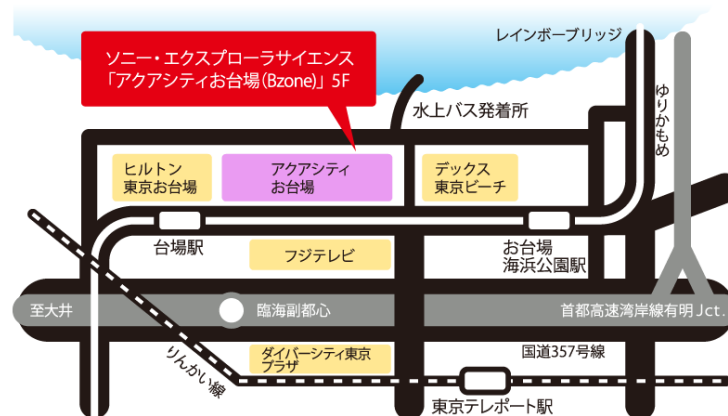 ソニー・エクスプローラサイエンス
「アクアシティお台場(Bzone)」5F
レインボーブリッジ
ゆりかもめ
水上バス発着所
ヒルトン
東京お台場
アクアシティ
お台場
デックス
東京ビーチ
台場駅
フジテレビ
お台場
海浜公園駅
至大井
臨海副都心
首都高速湾岸線有明Jct.
りんかい線
ダイバーシティ東京
プラザ
国道357号線
東京テレポート駅